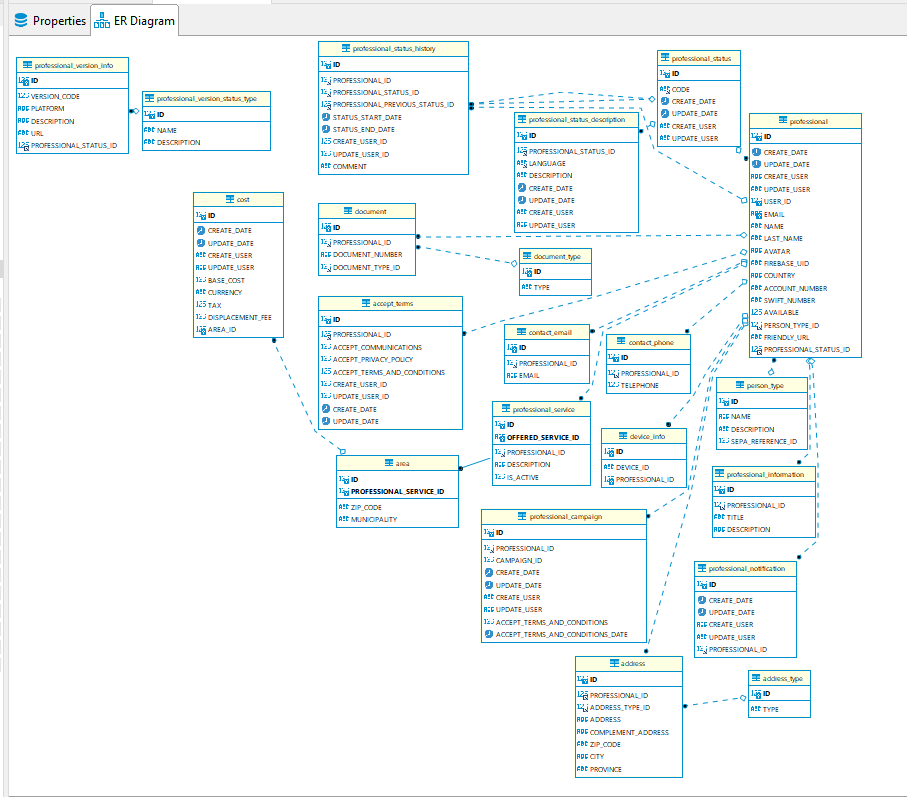 Properties
ER Diagram
professional_version_info
ID
VERSION_CODE
PLATFORM
DESCRIPTION
URL
PROFESSIONAL_STATUS_ID
professional_version_status_type
ID
NAME
DESCRIPTION
professional_status_history
ID
PROFESSIONAL_ID
PROFESSIONAL_STATUS_ID
PROFESSIONAL_PREVIOUS_STATUS_ID
STATUS_START_DATE
STATUS_END_DATE
CREATE_USER_ID
UPDATE_USER_ID
COMMENT
professional_status
ID
CODE
CREATE_DATE
UPDATE_DATE
CREATE_USER
UPDATE_USER
professional_status_description
ID
PROFESSIONAL_STATUS_ID
LANGUAGE
DESCRIPTION
CREATE_DATE
UPDATE_DATE
CREATE_USER
UPDATE_USER
professional
ID
CREATE_DATE
UPDATE_DATE
CREATE_USER
UPDATE_USER
USER_ID
EMAIL
NAME
LAST_NAME
AVATAR
FIREBASE_UID
COUNTRY
ACCOUNT_NUMBER
SWIFT_NUMBER
AVAILABLE
PERSON_TYPE_ID
FRIENDLY_URL
PROFESSIONAL_STATUS_ID
cost
ID
CREATE_DATE
UPDATE_DATE
CREATE_USER
UPDATE_USER
BASE_COST
CURRENCY
TAX
DISPLACEMENT_FEE
AREA_ID
document
ID
PROFESSIONAL_ID
DOCUMENT_NUMBER
DOCUMENT_TYPE_ID
document_type
ID
TYPE
accept_terms
ID
PROFESSIONAL_ID
ACCEPT_COMMUNICATIONS
ACCEPT_PRIVACY_POLICY
ACCEPT_TERMS_AND_CONDITIONS
CREATE_USER_ID
UPDATE_USER_ID
CREATE_DATE
UPDATE_DATE
contact_email
ID
PROFESSIONAL_ID
EMAIL
contact_phone
ID
PROFESSIONAL_ID
TELEPHONE
person_type
ID
NAME
DESCRIPTION
SEPA_REFERENCE_ID
professional_service
ID
OFFERED_SERVICE_ID
PROFESSIONAL_ID
DESCRIPTION
IS_ACTIVE
device_info
ID
DEVICE_ID
PROFESSIONAL_ID
area
ID
PROFESSIONAL_SERVICE_ID
ZIP_CODE
MUNICIPALITY
professional_information
ID
PROFESSIONAL_ID
TITLE
DESCRIPTION
professional_campaign
ID
PROFESSIONAL_ID
CAMPAIGN_ID
CREATE_DATE
UPDATE_DATE
CREATE_USER
UPDATE_USER
ACCEPT_TERMS_AND_CONDITIONS
ACCEPT_TERMS_AND_CONDITIONS_DATE
professional_notification
ID
CREATE_DATE
UPDATE_DATE
CREATE_USER
UPDATE_USER
PROFESSIONAL_ID
address
ID
PROFESSIONAL_ID
ADDRESS_TYPE_ID
ADDRESS
COMPLEMENT_ADDRESS
ZIP_CODE
CITY
PROVINCE
address_type
ID
TYPE